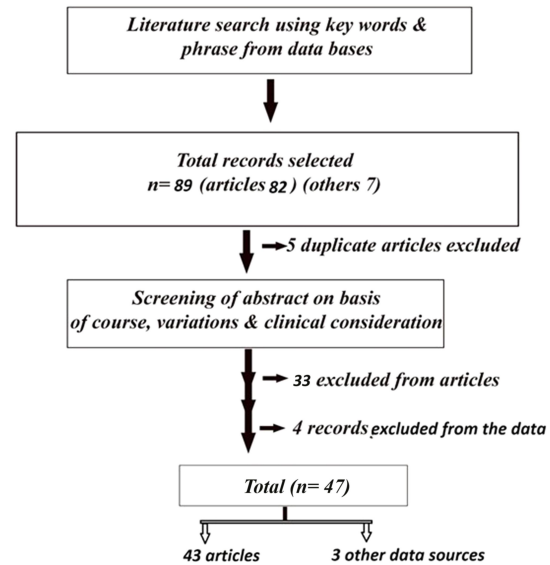 Literature search using key words &
phrase from data bases
Total records selected
n= 89 (articles 82 ) (others 7)
5 duplicate articles excluded
Screening of abstract on basis
of course, variations & clinical consideration
33 excluded from articles
4 records excluded from the data
Total (n= 47)
43 articles
3 other data sources